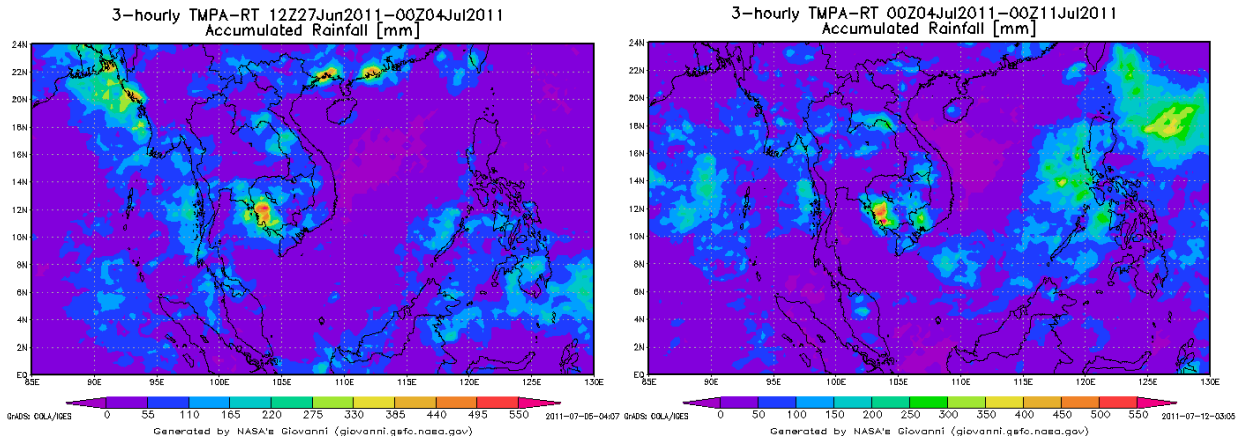 3-hourly TMPA-RT 12Z27Jun2011-00Z04Jul2011
Accumulated Rainfall [mm]
24N
22N
20N
18N
16N
14N
12N
10N
8N
6N
4N
2N
EQ
85E 90E 95E 100E 105E 110E 115E 120E 125E 130E
0 55 110 165 220 275 330 385 440 495 550
GrADS: COLA/IGES 2011-07-05-04:07
Generated by NASA's Giovanni (giovanni.gsfc.nasa.gov)
3-hourly TMPA-RT 00Z04Jul2011-00Z11Jul2011
Accumulated Rainfall [mm]
24N
22N
20N
18N
16N
14N
12N
10N
8N
6N
4N
2N
EQ
85E 90E 95E 100E 105E 110E 115E 120E 125E 130E
0 50 100 150 200 250 300 350 400 450 500 550
GrADS: COLA/IGES 2011-07-12-03:05
Generated by NASA's Giovanni (giovanni.gsfc.nasa.gov)